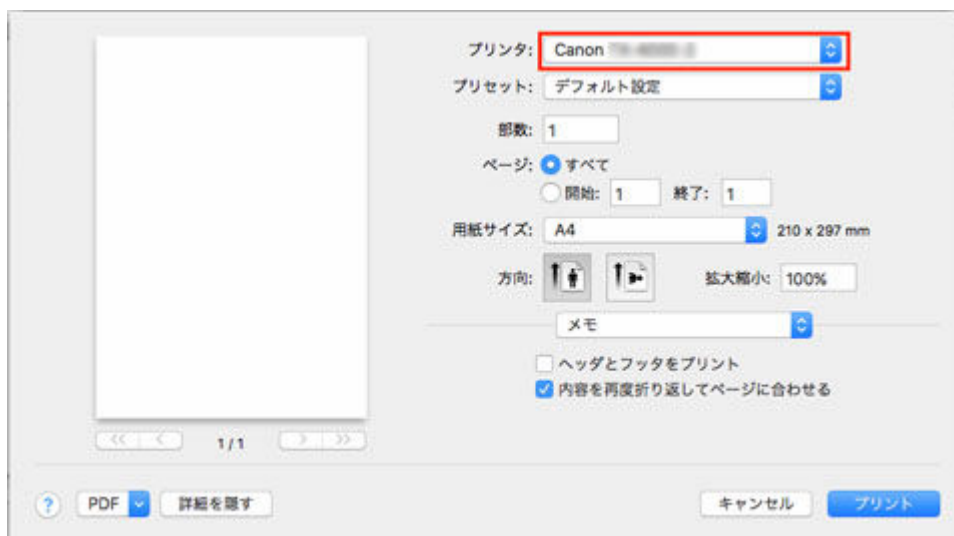 プリンタ: Canon
プリセット: デフォルト設定
部数: 1
ページ: すべて
開始: 1 終了: 1
用紙サイズ: A4 210 x 297 mm
方向: 拡大縮小: 100%
メモ
ヘッダとフッタをプリント
内容を再度折り返してページに合わせる
1 / 1
? PDF 詳細を隠す キャンセル プリント